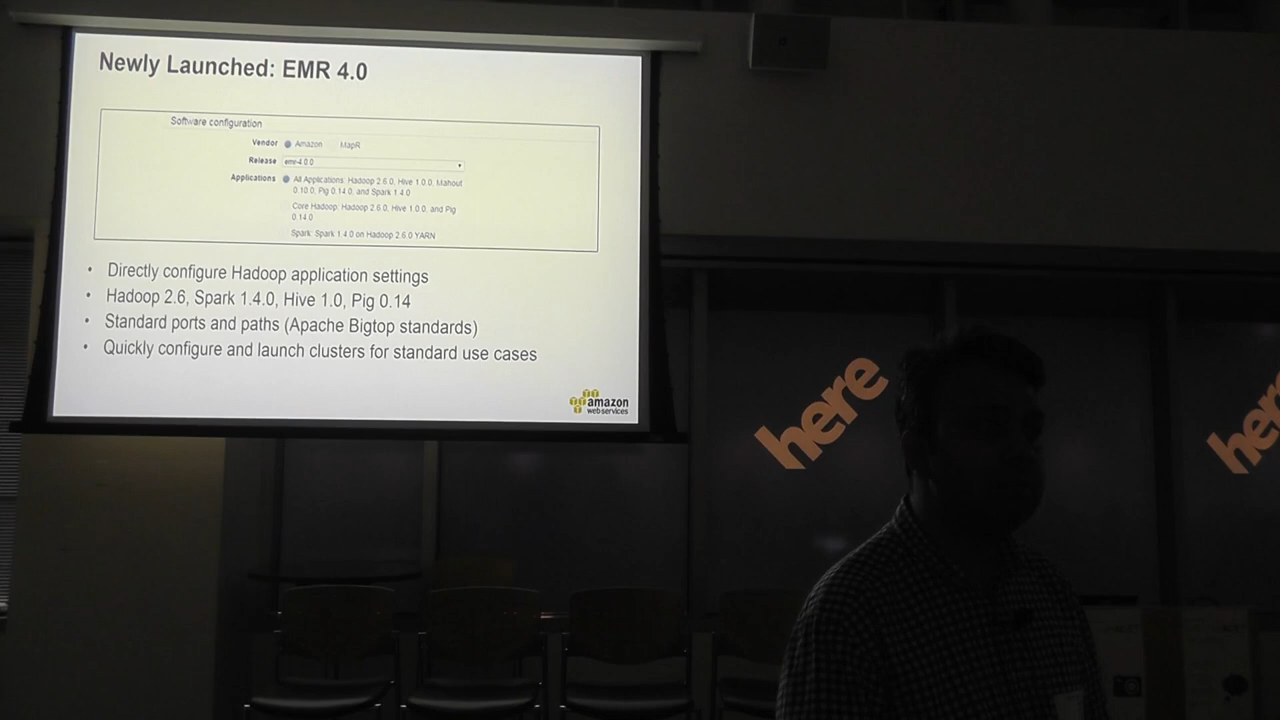 Newly Launched: EMR 4.0
Software configuration
Vendor Amazon MapR
Release emr-4.0.0
Applications All Applications: Hadoop 2.6.0, Hive 1.0.0, Mahout
0.10.0, Pig 0.14.0, and Spark 1.4.0
Core Hadoop: Hadoop 2.6.0, Hive 1.0.0, and Pig
0.14.0
Spark: Spark 1.4.0 on Hadoop 2.6.0 YARN
• Directly configure Hadoop application settings
• Hadoop 2.6, Spark 1.4.0, Hive 1.0, Pig 0.14
• Standard ports and paths (Apache Bigtop standards)
• Quickly configure and launch clusters for standard use cases
amazon
web services
here
her